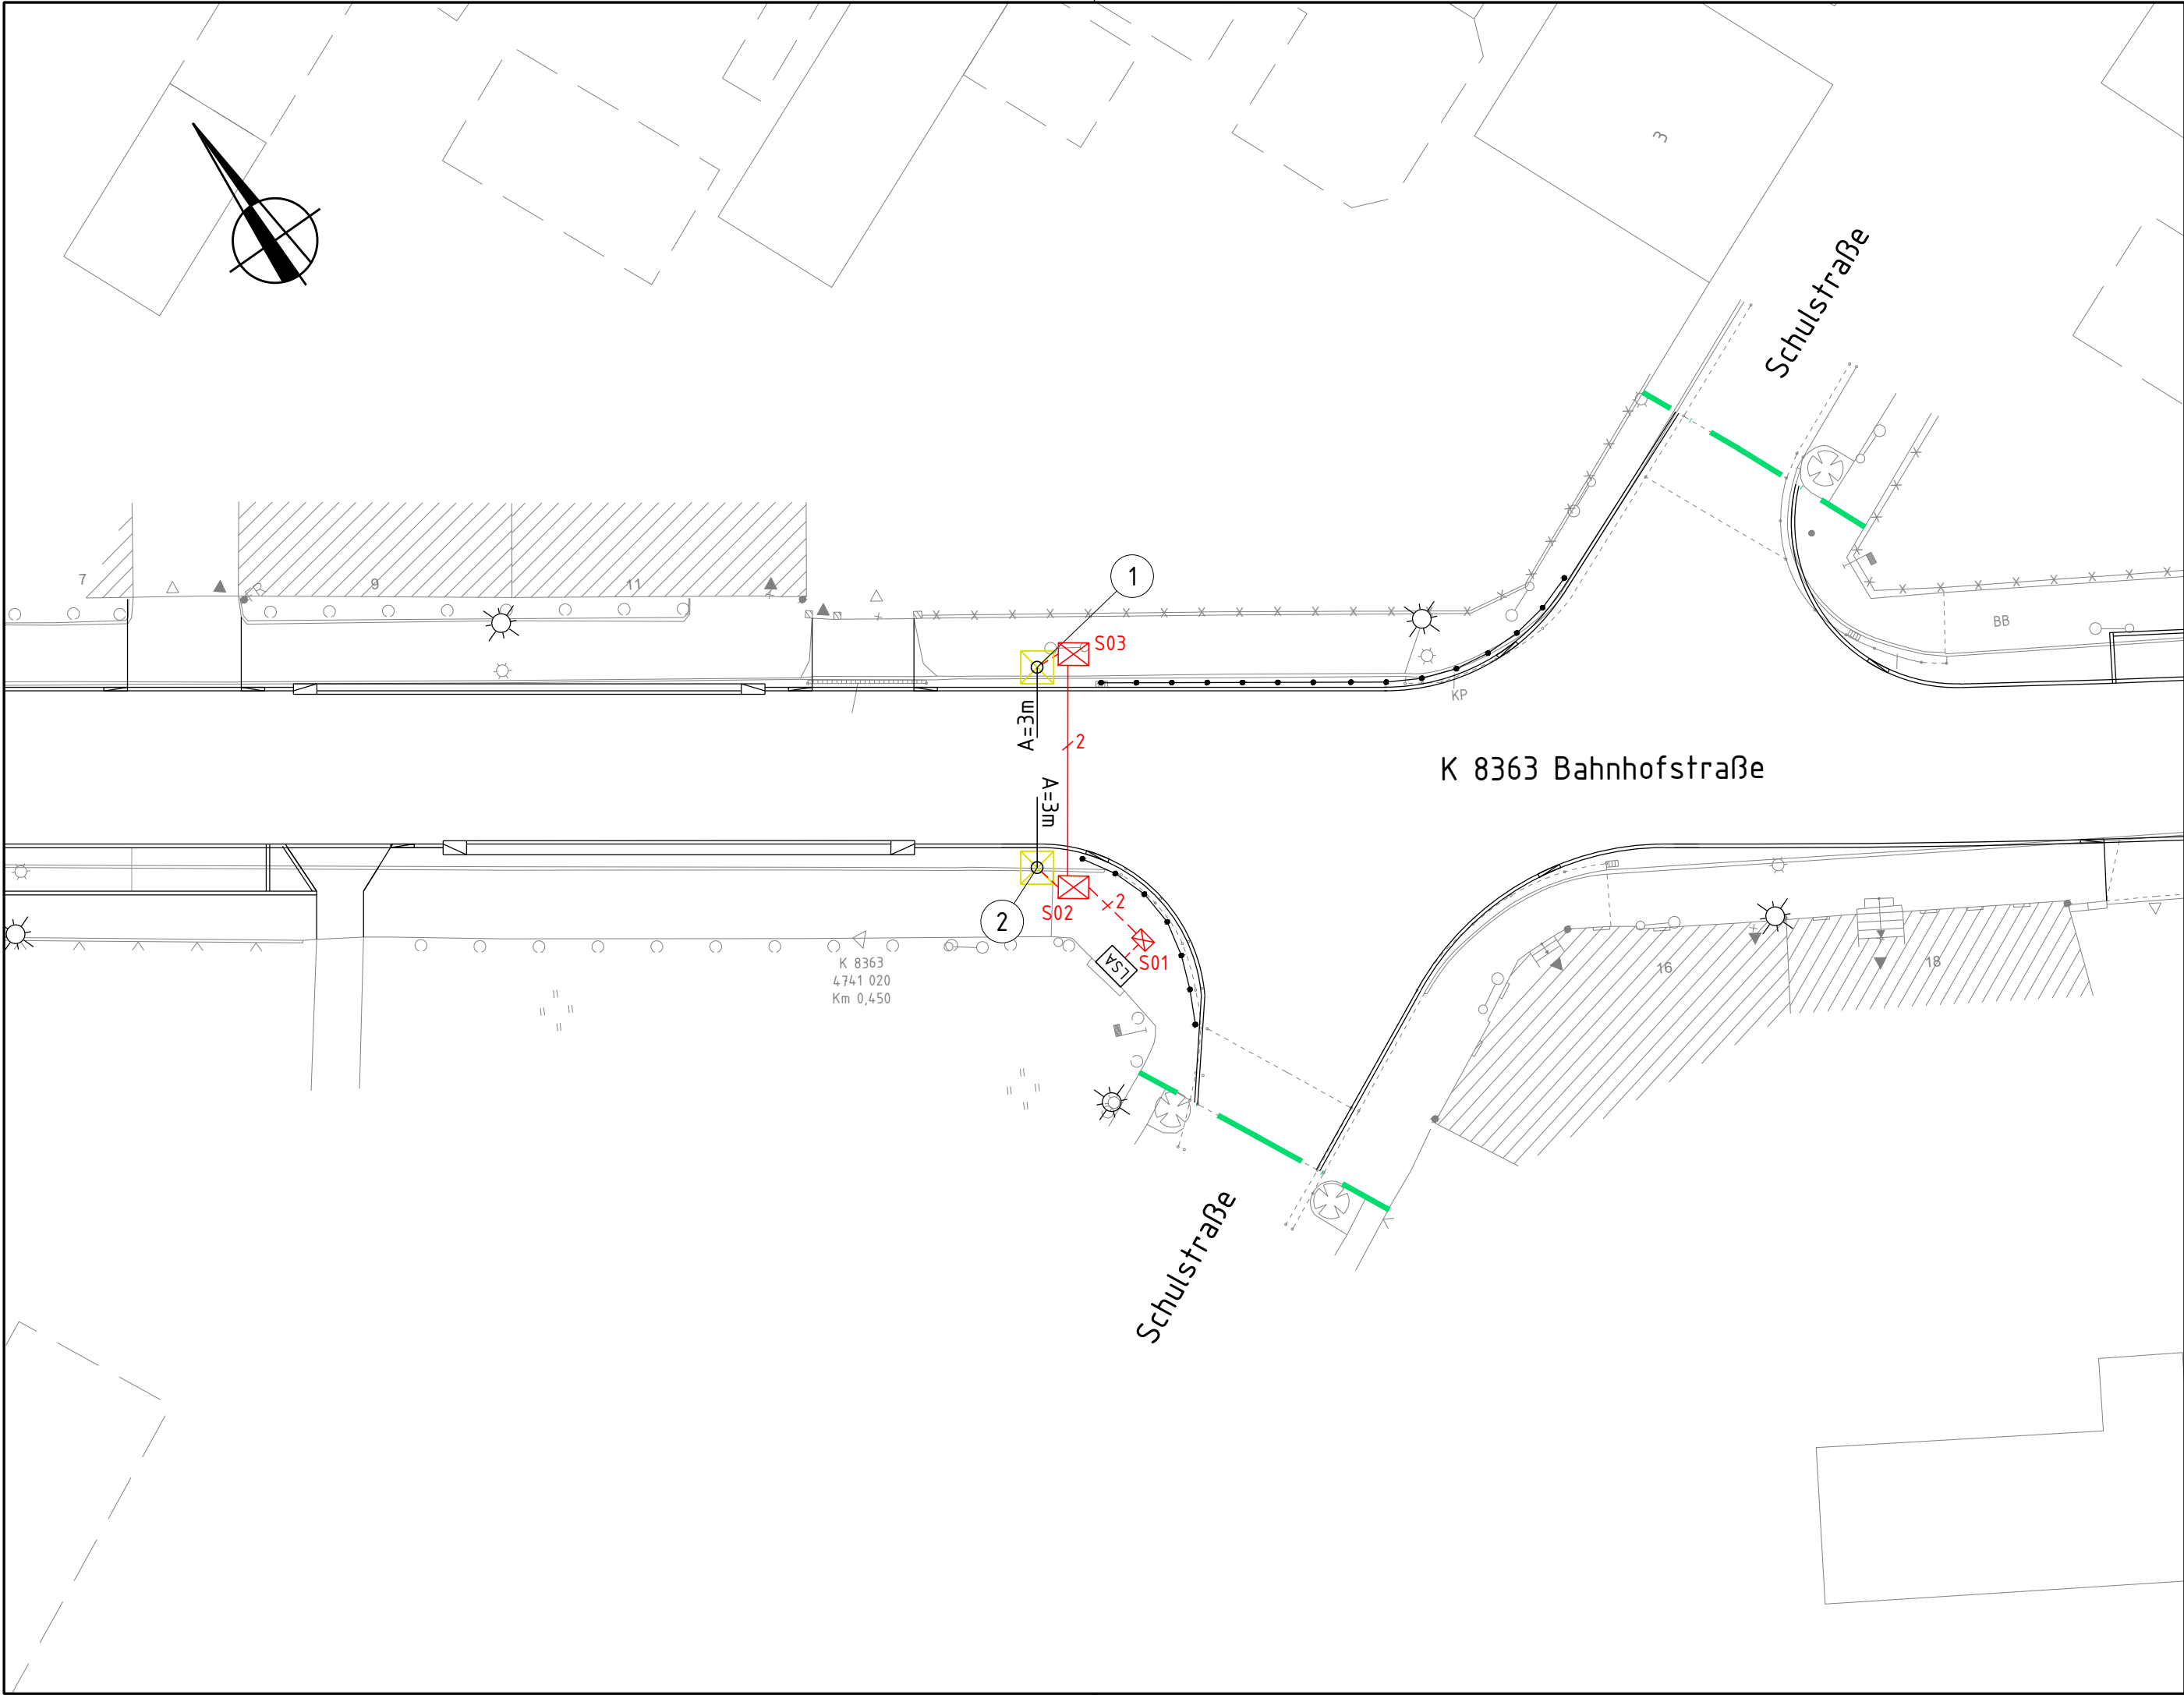 3
Schulstraße
7
9
11
FR
1
S03
BB
KP
A=3m
2
K 8363 Bahnhofstraße
A=3m
2
S02
2
S01
LSA
K 8363
4741 020
Km 0,450
16
18
Schulstraße